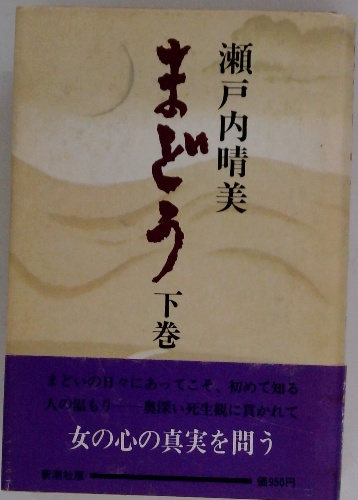 瀬戸内晴美
まどう
下巻
まどいの日々にあってこそ、初めて知る
人の温もり──奥深い死生観に貫かれて
女の心の真実を問う
新潮社版
価950円